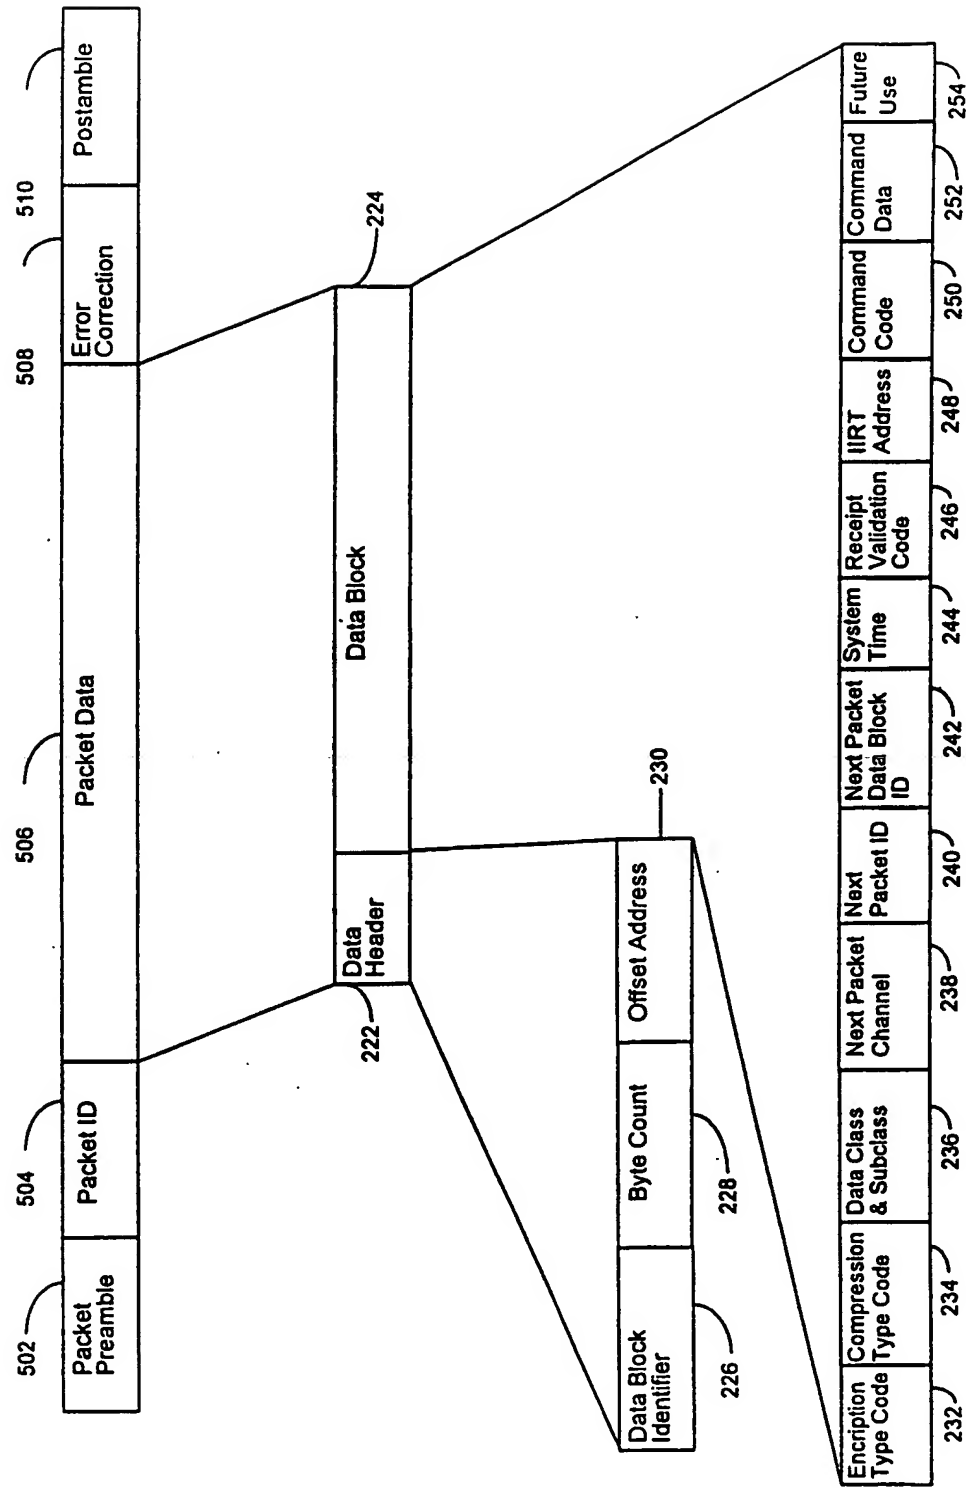 502
504
506
508
510
Packet
Preamble
Packet ID
Packet Data
Error
Correction
Postamble
222
Data
Header
Data Block
224
Data Block
Identifier
Byte Count
Offset Address
226
228
230
Encription
Type Code
Compression
Type Code
Data Class
& Subclass
Next Packet
Channel
Next
Packet ID
Next Packet
Data Block
ID
System
Time
Receipt
Validation
Code
IIRT
Address
Command
Code
Command
Data
Future
Use
232
234
236
238
240
242
244
246
248
250
252
254